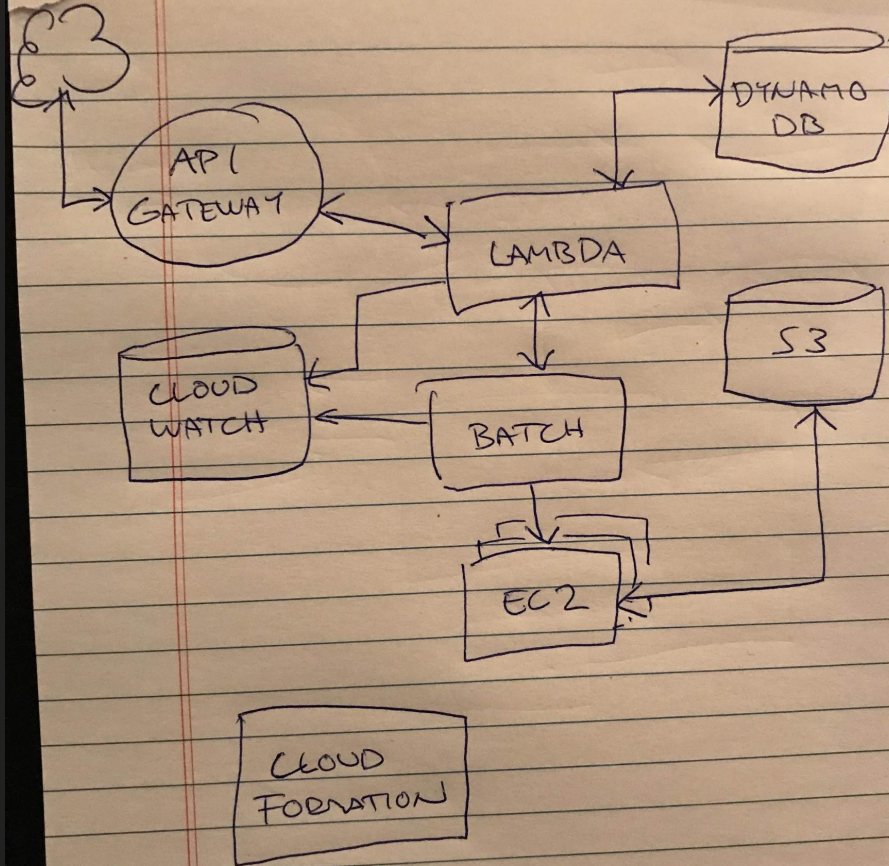 API
GATEWAY
DYNAMO
DB
LAMBDA
S3
CLOUD
WATCH
BATCH
EC2
CLOUD
FORMATION